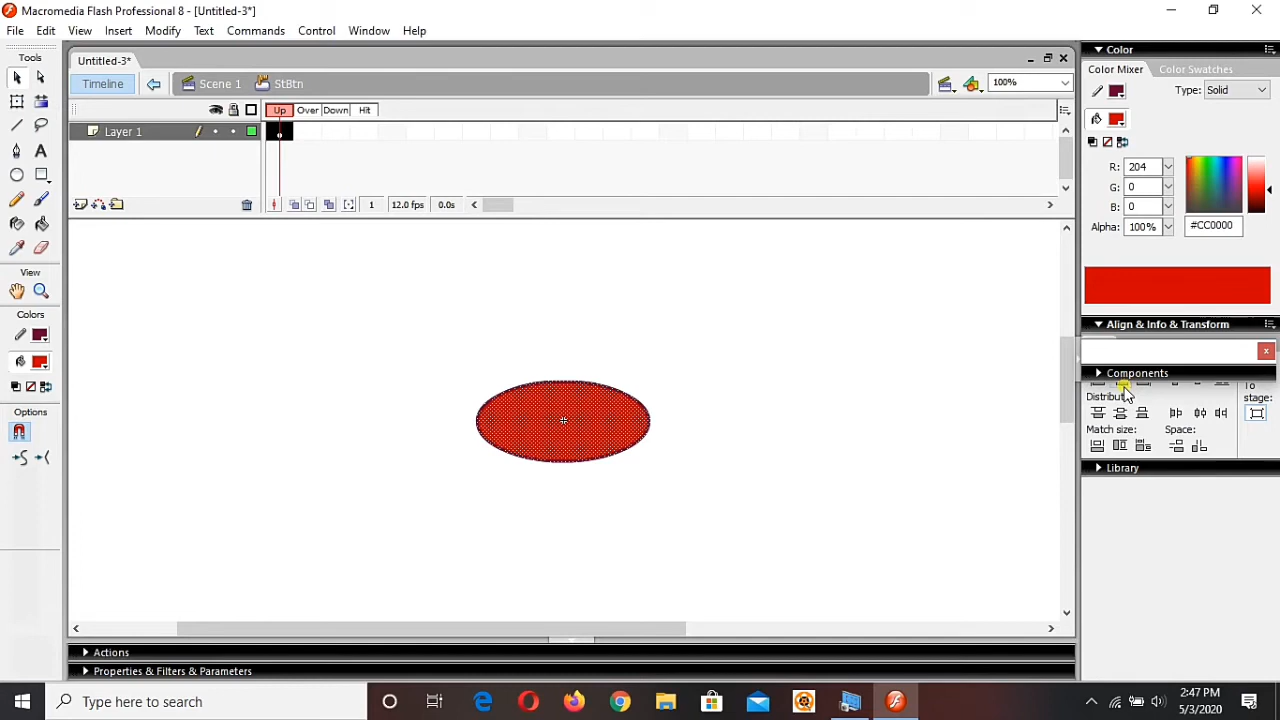 Macromedia Flash Professional 8 - [Untitled-3*]
File Edit View Insert Modify Text Commands Control Window Help
Tools
View
Colors
Options
Untitled-3*
Timeline Scene 1 StBtn 100%
Up Over Down Hit
Layer 1
1 12.0 fps 0.0s
Actions
Properties & Filters & Parameters
Color
Color Mixer Color Swatches
Type: Solid
R: 204
G: 0
B: 0
Alpha: 100% #CC0000
Align & Info & Transform
Components
To
Distribut
stage:
Match size: Space:
Library
Type here to search
2:47 PM
5/3/2020